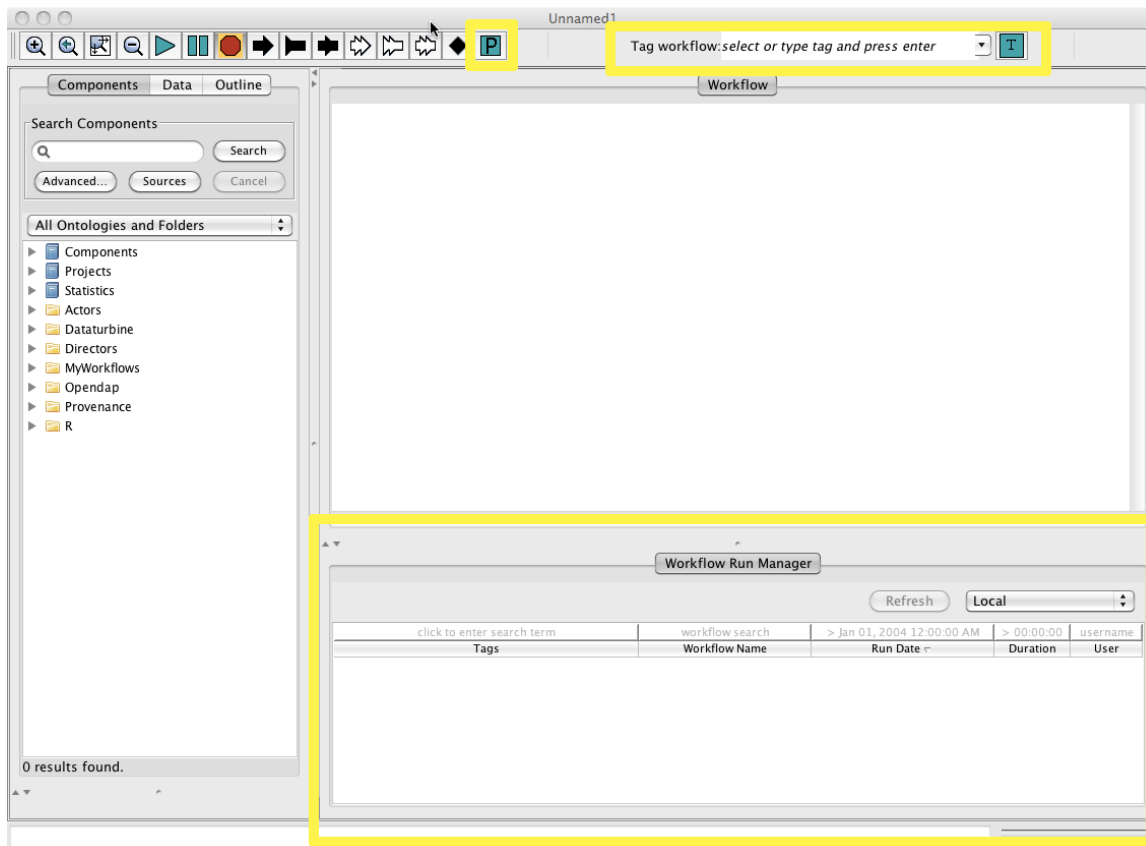 Unnamed1
P
Tag workflow: select or type tag and press enter
T
Components Data Outline
Workflow
Search Components
Search
Advanced... Sources Cancel
All Ontologies and Folders
Components
Projects
Statistics
Actors
Dataturbine
Directors
MyWorkflows
Opendap
Provenance
R
0 results found.
Workflow Run Manager
Refresh Local
click to enter search term workflow search > Jan 01, 2004 12:00:00 AM > 00:00:00 username
Tags Workflow Name Run Date Duration User